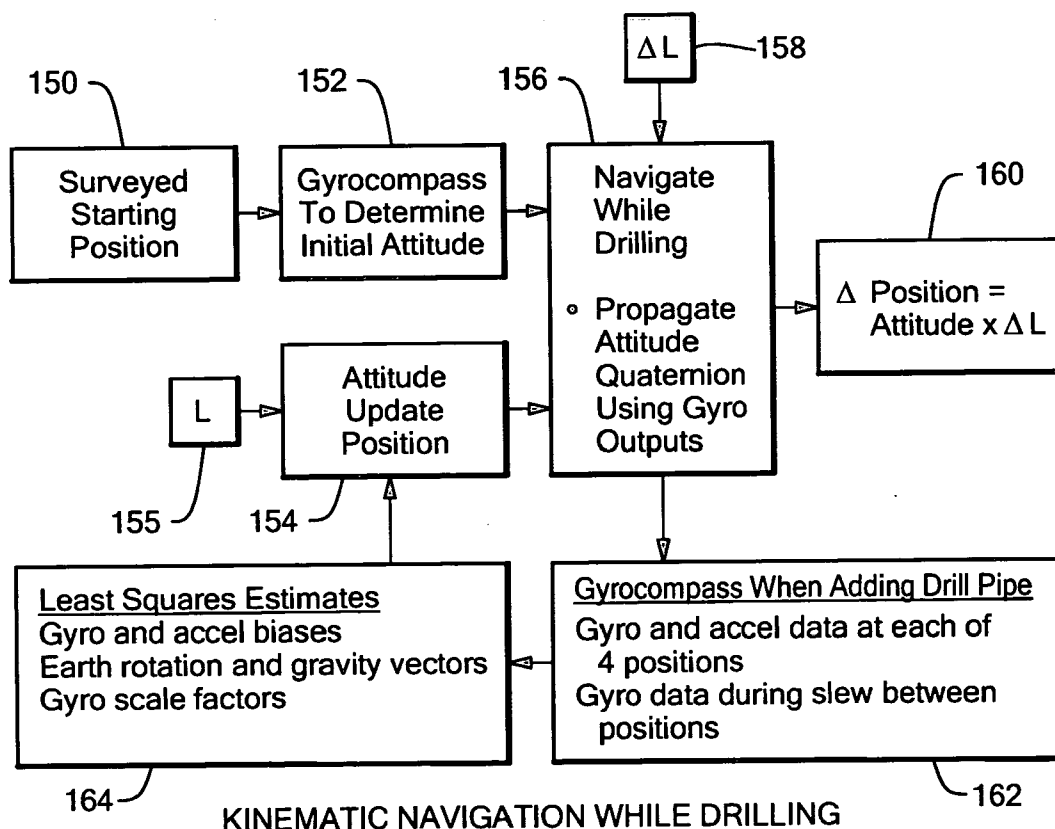 ΔL
158
150
152
156
Surveyed
Starting
Position
Gyrocompass
To Determine
Initial Attitude
Navigate
While
Drilling
° Propagate
Attitude
Quaternion
Using Gyro
Outputs
160
Δ Position =
Attitude x ΔL
L
155
Attitude
Update
Position
154
Least Squares Estimates
Gyro and accel biases
Earth rotation and gravity vectors
Gyro scale factors
164
Gyrocompass When Adding Drill Pipe
Gyro and accel data at each of
4 positions
Gyro data during slew between
positions
162
KINEMATIC NAVIGATION WHILE DRILLING